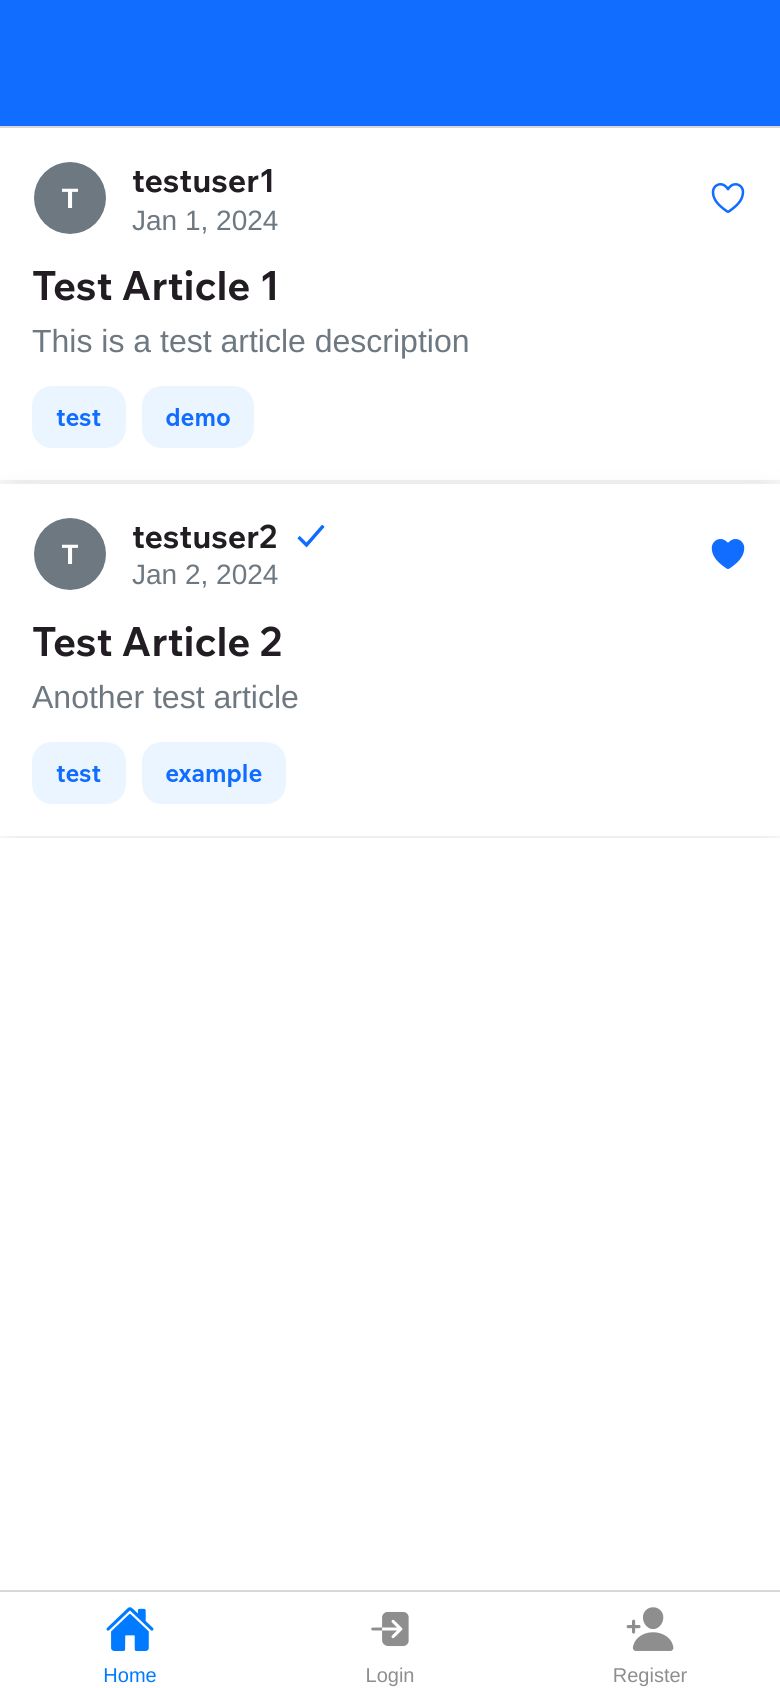 T
testuser1
Jan 1, 2024
Test Article 1
This is a test article description
test demo
T
testuser2
Jan 2, 2024
Test Article 2
Another test article
test example
Home Login Register